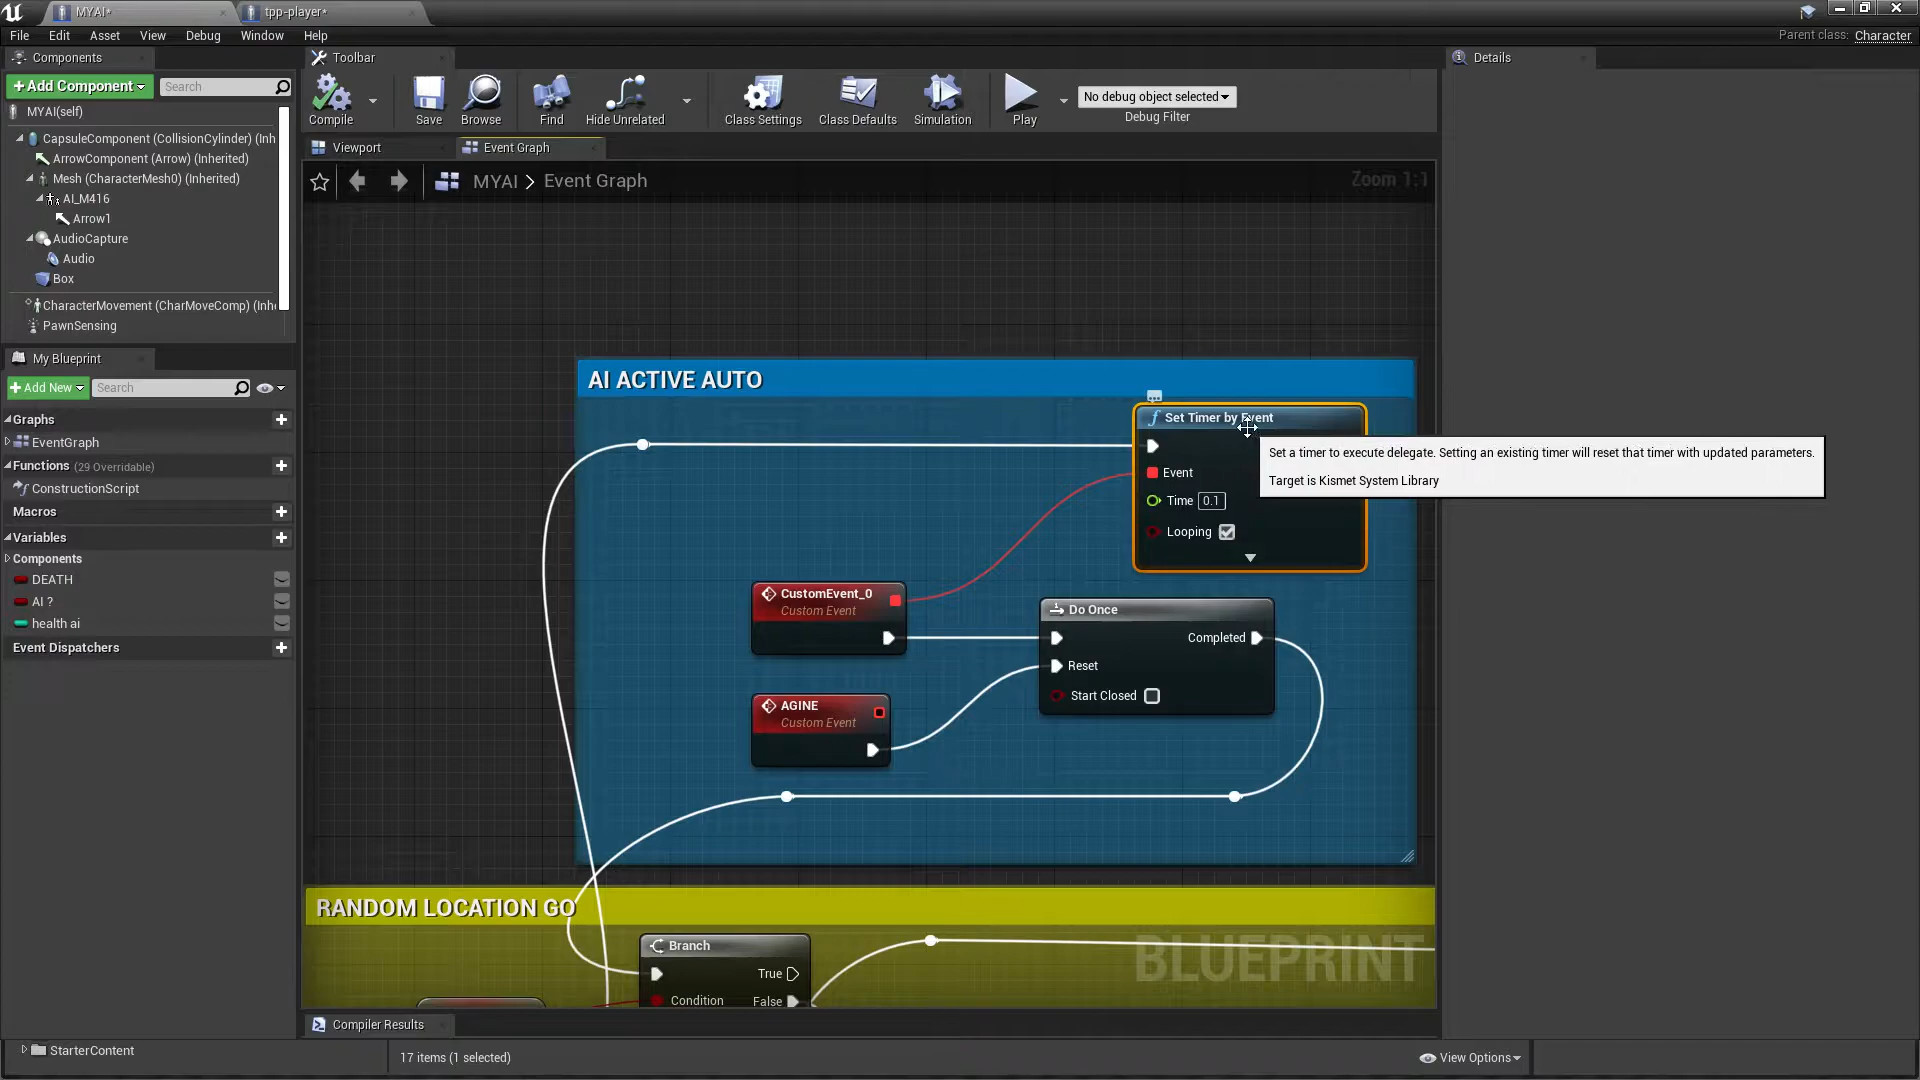 MYAI*
tpp-player*
File Edit Asset View Debug Window Help
Parent class: Character
Components
Toolbar
Details
+Add Component
Search
MYAI(self)
CapsuleComponent (CollisionCylinder) (Inh
ArrowComponent (Arrow) (Inherited)
Mesh (CharacterMesh0) (Inherited)
AI_M416
Arrow1
AudioCapture
Audio
Box
CharacterMovement (CharMoveComp) (Inhe
PawnSensing
Compile
Save
Browse
Find
Hide Unrelated
Class Settings
Class Defaults
Simulation
Play
No debug object selected
Debug Filter
Viewport
Event Graph
MYAI > Event Graph
Zoom 1:1
My Blueprint
+Add New
Search
Graphs
EventGraph
Functions (29 Overridable)
ConstructionScript
Macros
Variables
Components
DEATH
AI ?
health ai
Event Dispatchers
AI ACTIVE AUTO
Set Timer by Event
Event
Time 0.1
Looping
Set a timer to execute delegate. Setting an existing timer will reset that timer with updated parameters.
Target is Kismet System Library
CustomEvent_0
Custom Event
Do Once
Completed
Reset
Start Closed
AGINE
Custom Event
RANDOM LOCATION GO
Branch
True
Condition
False
BLUEPRINT
Compiler Results
StarterContent
17 items (1 selected)
View Options